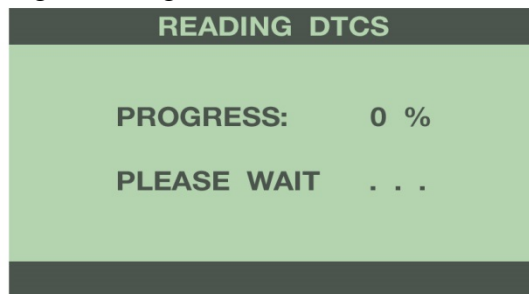 READING DTCS
PROGRESS: 0 %
PLEASE WAIT . . .